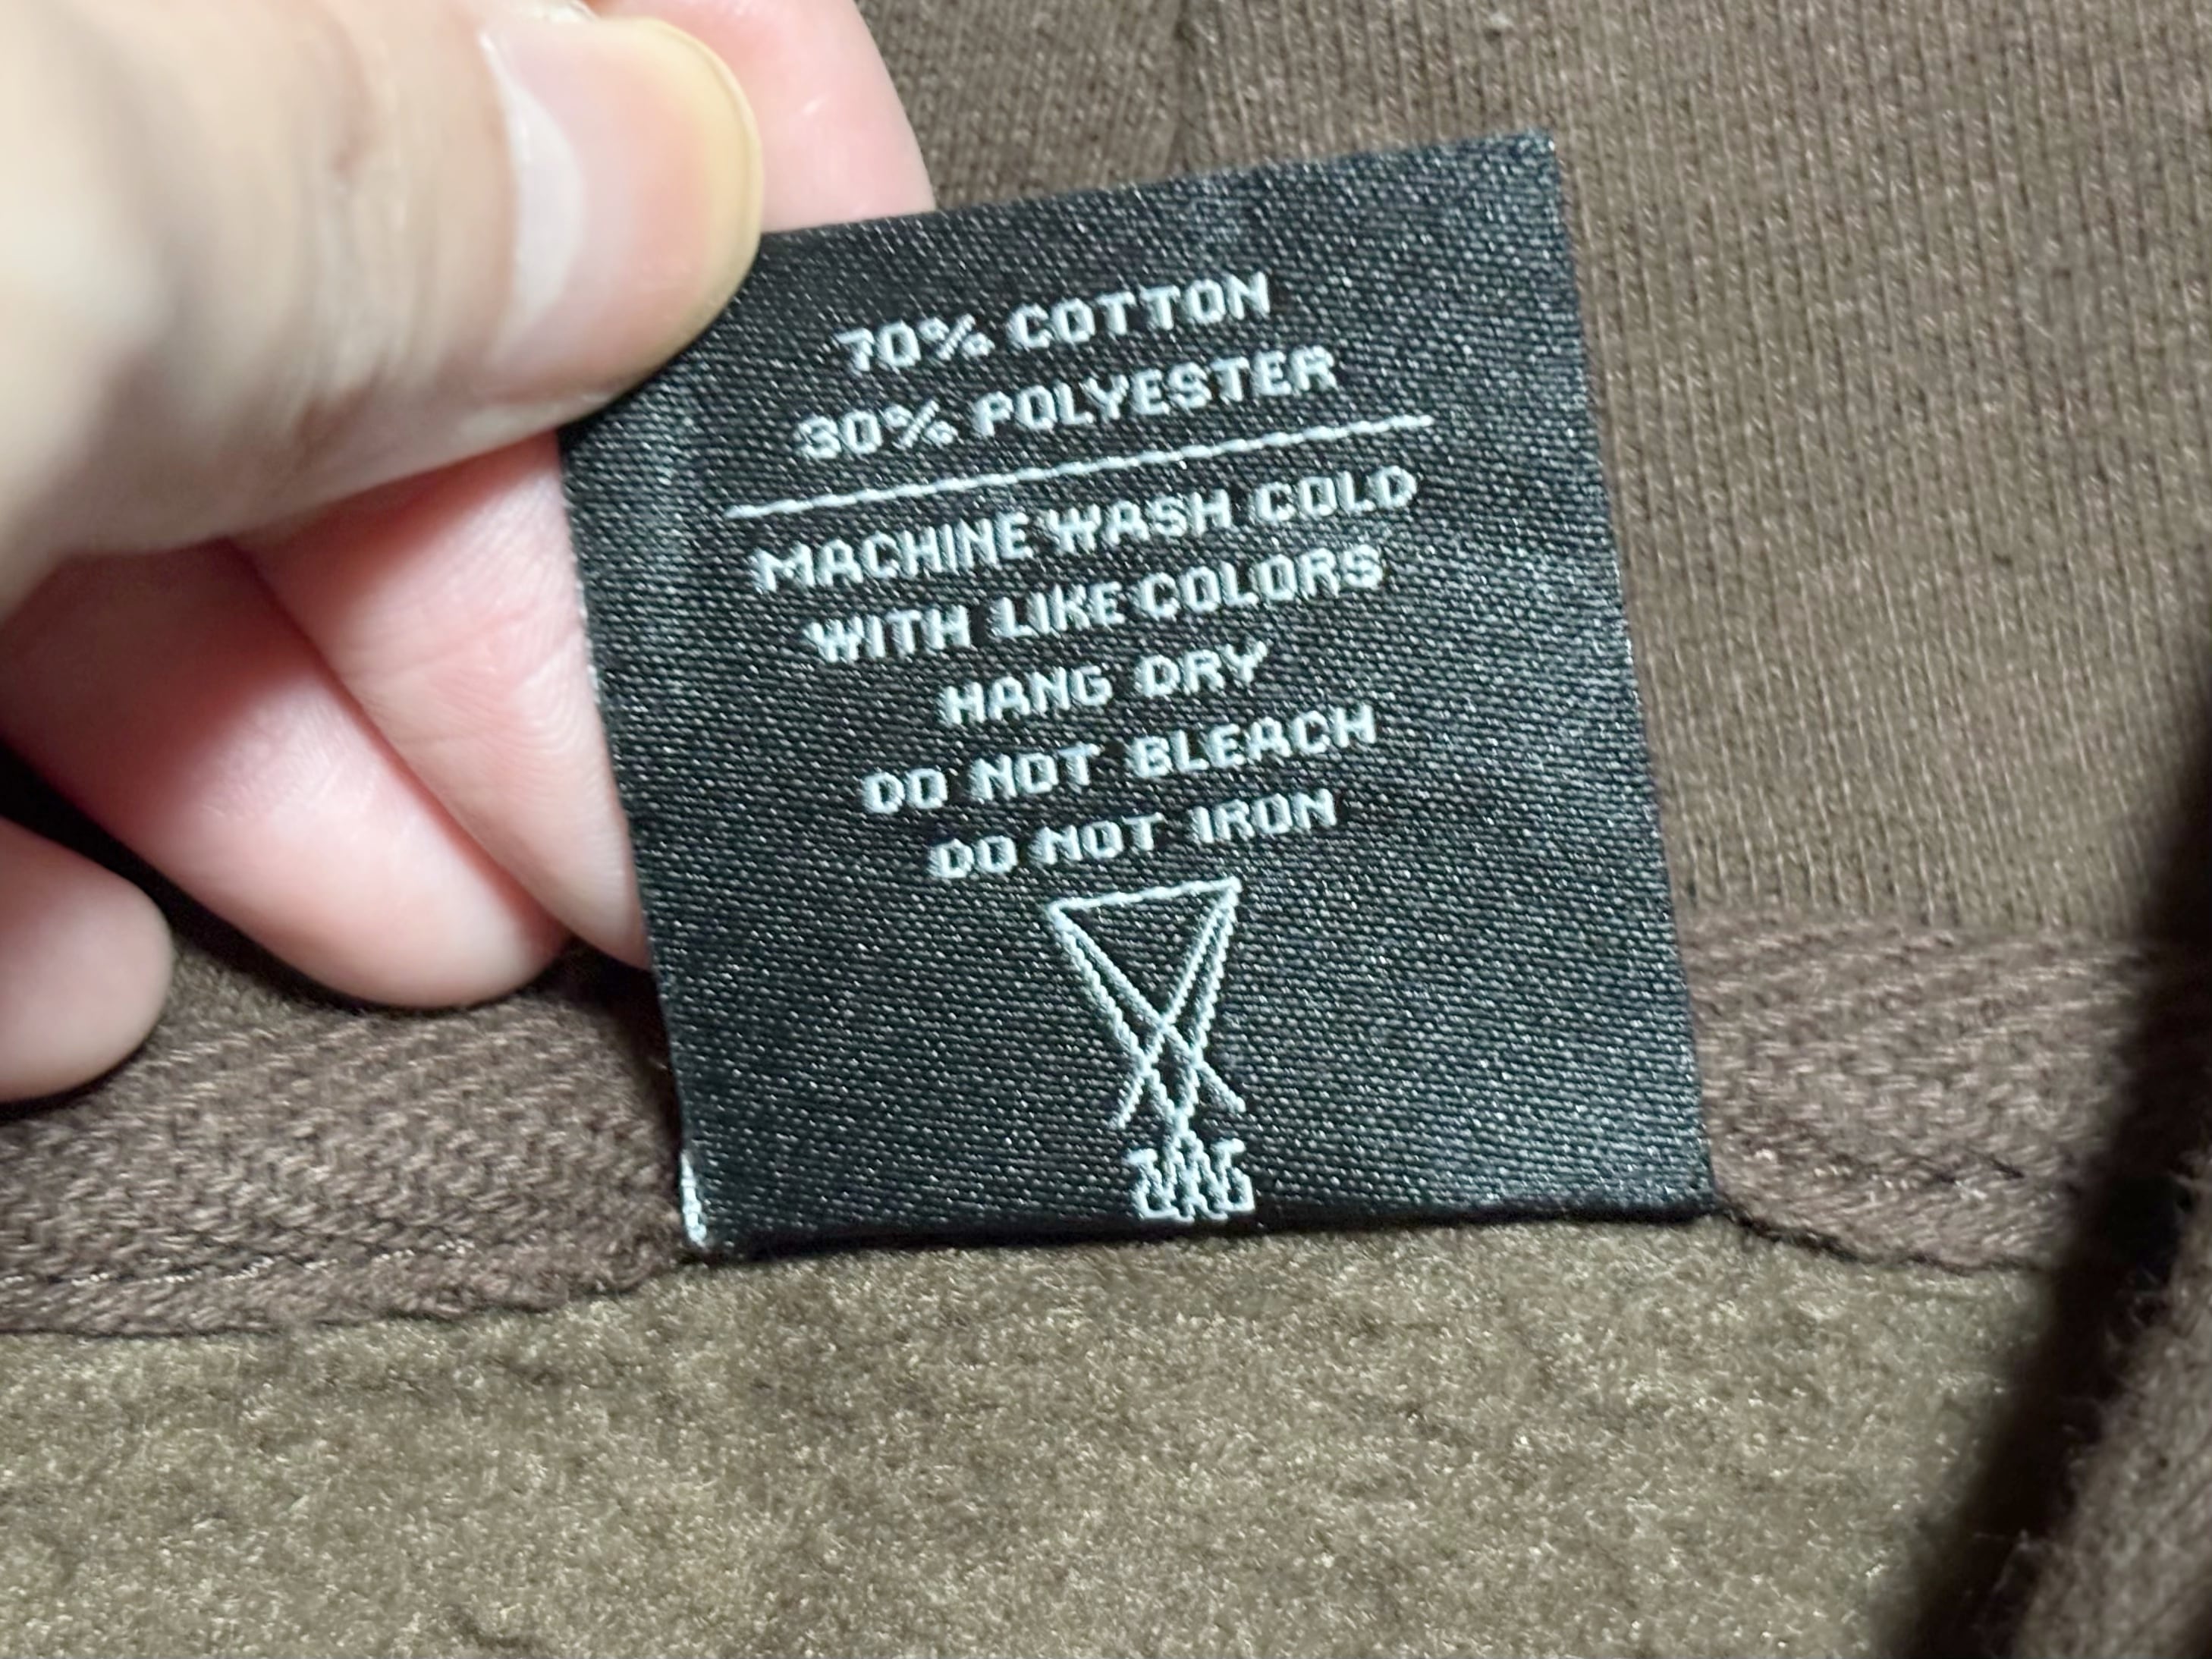 70% COTTON
30% POLYESTER
MACHINE WASH COLD
WITH LIKE COLORS
HANG DRY
DO NOT BLEACH
DO NOT IRON